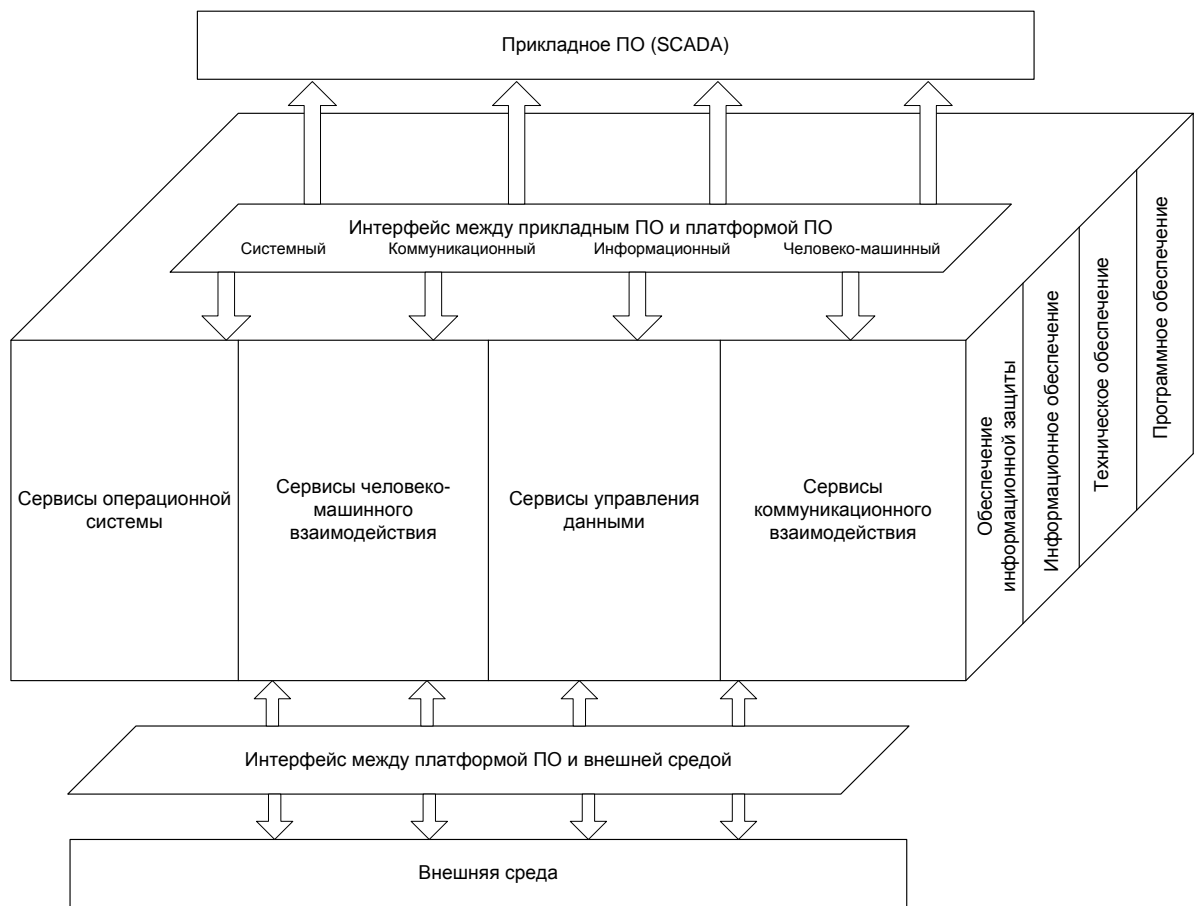 Прикладное ПО (SCADA)
Интерфейс между прикладным ПО и платформой ПО
Системный Коммуникационный Информационный Человеко-машинный
Сервисы операционной
системы
Сервисы человеко-
машинного
взаимодействия
Сервисы управления
данными
Сервисы
коммуникационного
взаимодействия
Обеспечение
информационной защиты
Информационное обеспечение
Техническое обеспечение
Программное обеспечение
Интерфейс между платформой ПО и внешней средой
Внешняя среда